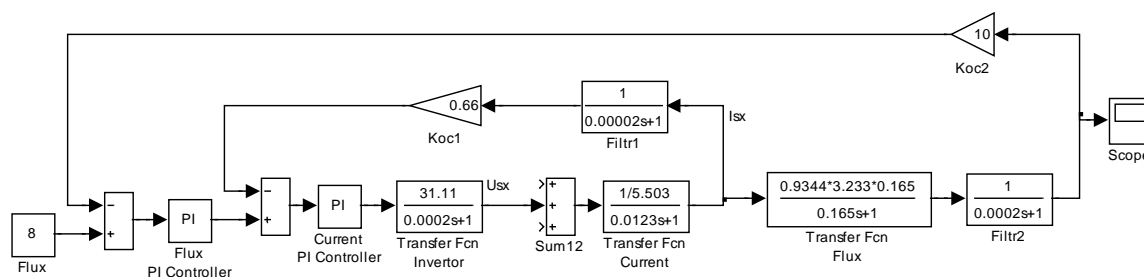 10
Koc2
1
0.00002s+1
Filtr1
0.66
Koc1
Isx
Scope
8
Flux
−
+
PI
Flux
PI Controller
−
+
PI
Current
PI Controller
31.11
0.0002s+1
Transfer Fcn
Invertor
Usx
+
+
+
Sum12
1/5.503
0.0123s+1
Transfer Fcn
Current
0.9344*3.233*0.165
0.165s+1
Transfer Fcn
Flux
1
0.0002s+1
Filtr2